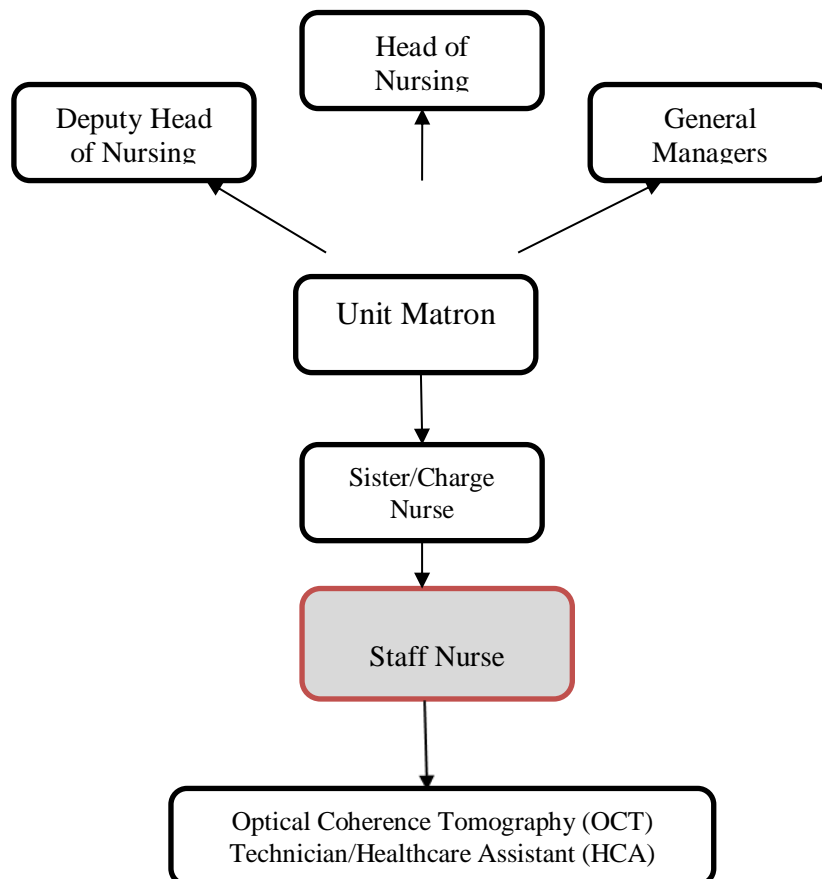 Head of
Nursing
Deputy Head
of Nursing
General
Managers
Unit Matron
Sister/Charge
Nurse
Staff Nurse
Optical Coherence Tomography (OCT)
Technician/Healthcare Assistant (HCA)